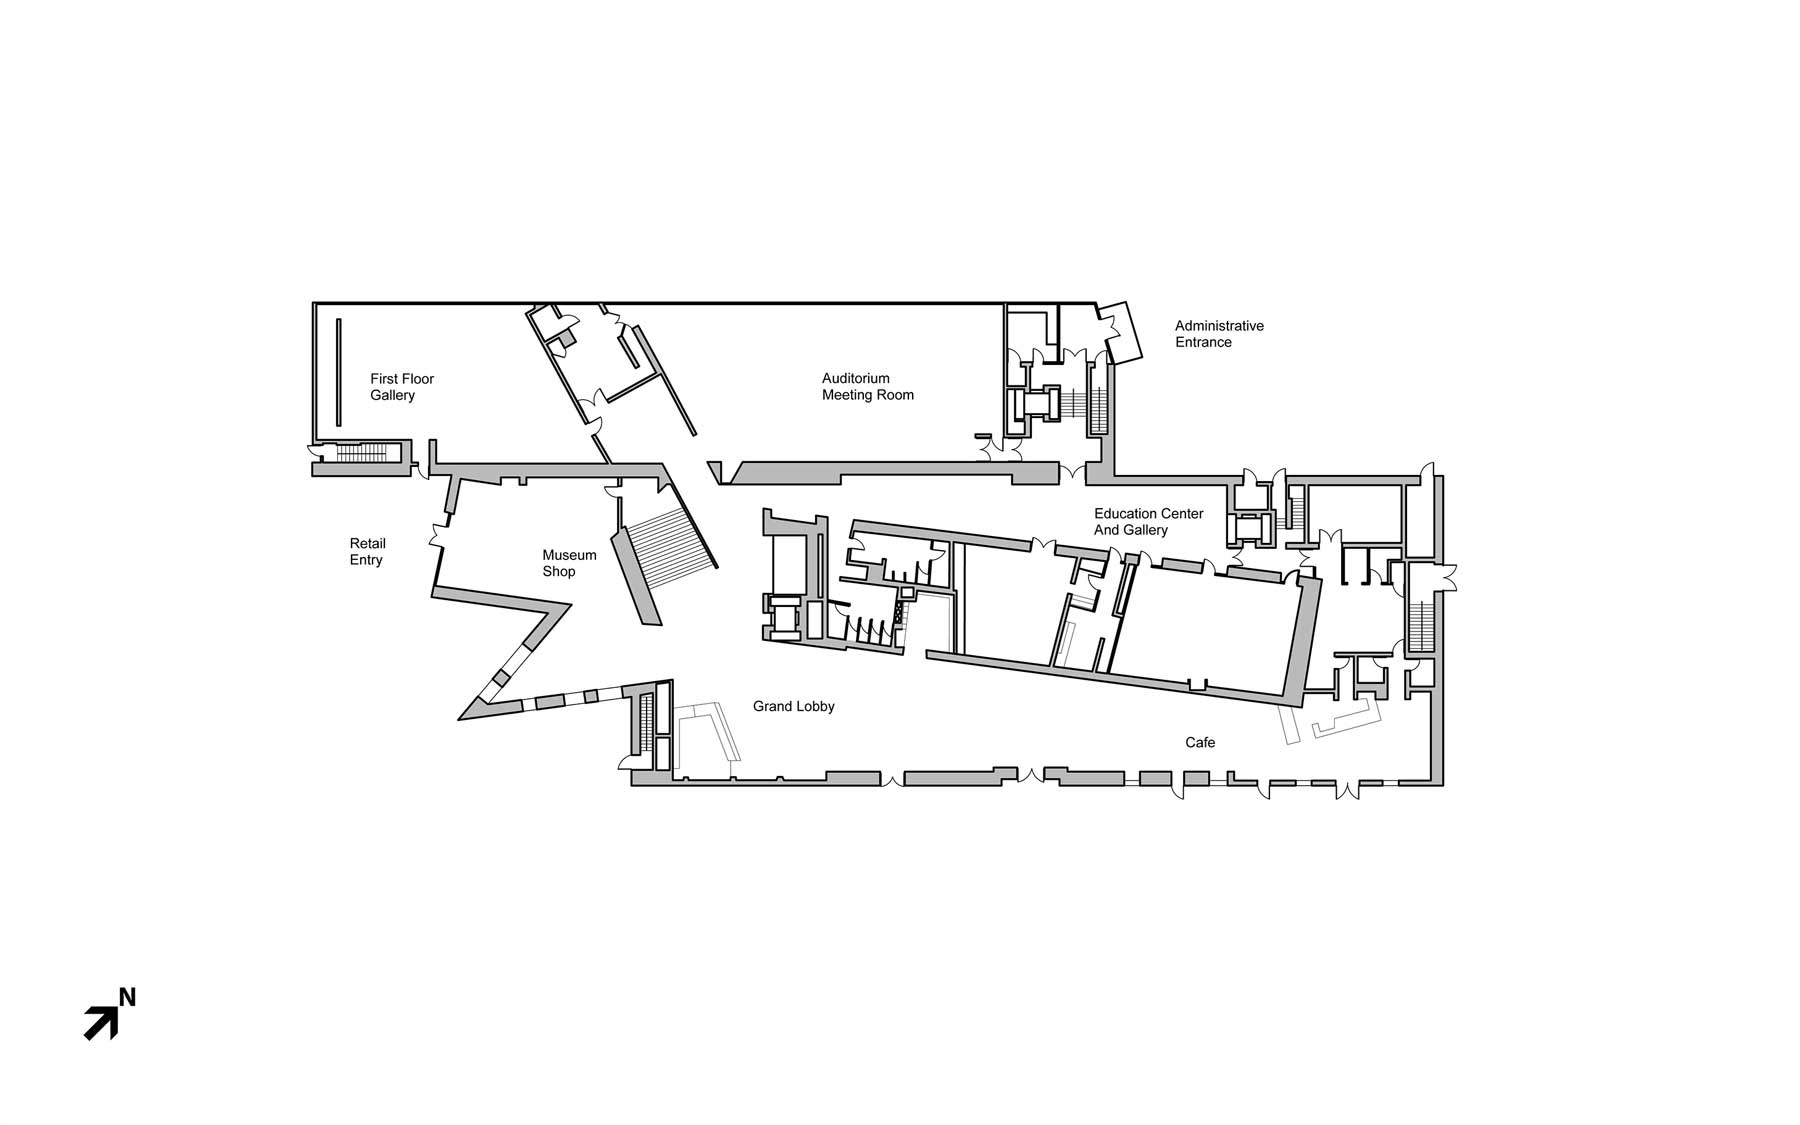 Administrative
Entrance
First Floor
Gallery
Auditorium
Meeting Room
Education Center
And Gallery
Retail
Entry
Museum
Shop
Grand Lobby
Cafe
N